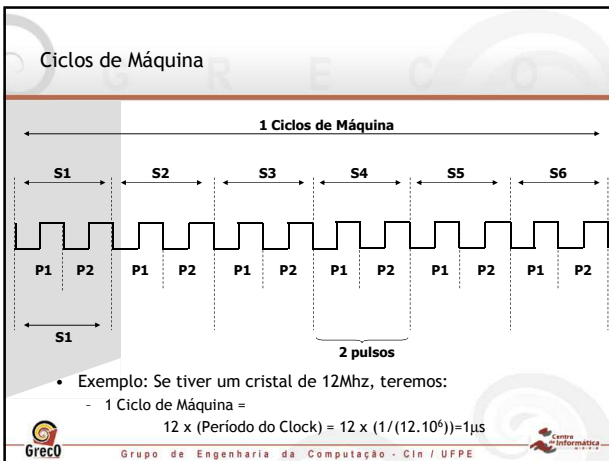 Ciclos de Máquina
G R E C O
1 Ciclos de Máquina
S1 S2 S3 S4 S5 S6
P1 P2 P1 P2 P1 P2 P1 P2 P1 P2 P1 P2
S1
2 pulsos
• Exemplo: Se tiver um cristal de 12Mhz, teremos:
– 1 Ciclo de Máquina =
12 x (Período do Clock) = 12 x (1/(12.10⁶))=1μs
GrecO
Grupo de Engenharia da Computação - CIn / UFPE
Centro de Informática